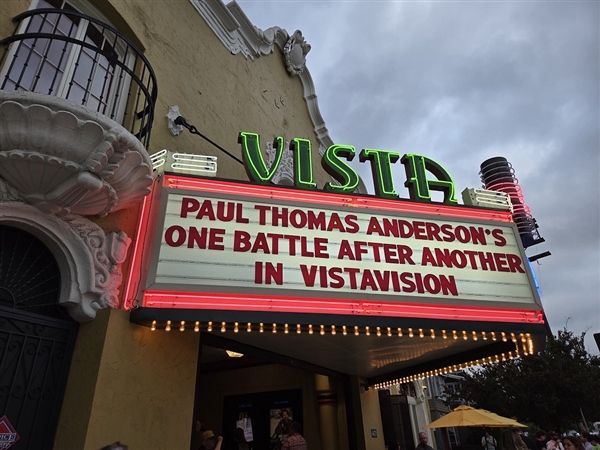 VISTA
PAUL THOMAS ANDERSON'S
ONE BATTLE AFTER ANOTHER
IN VISTAVISION